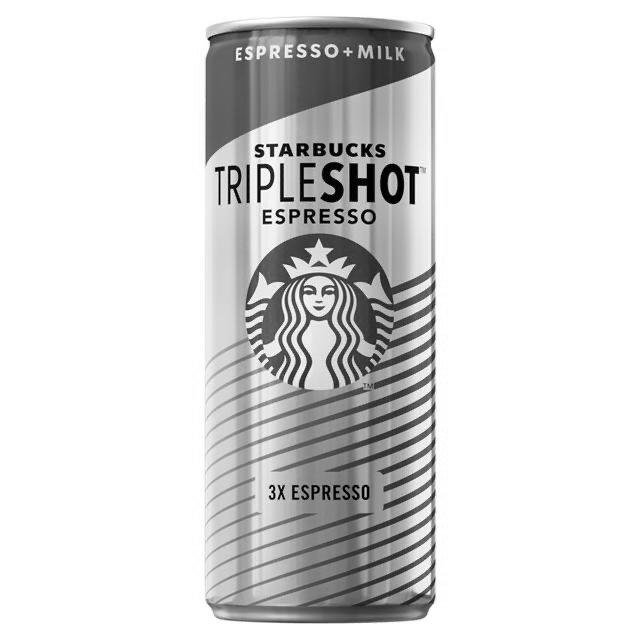 ESPRESSO+MILK
STARBUCKS
TRIPLESHOT™
ESPRESSO
TM
3X ESPRESSO